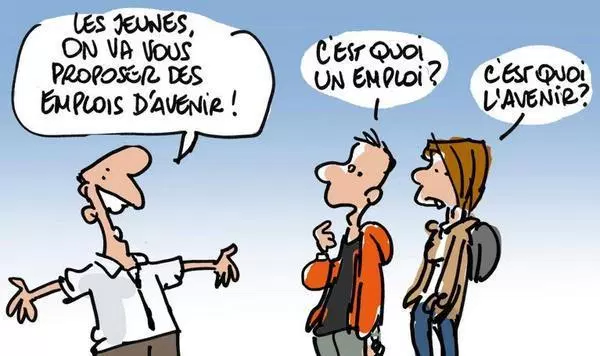 LES JEUNES,
ON VA VOUS
PROPOSER DES
EMPLOIS D'AVENIR !
C'EST QUOI
UN EMPLOI ?
C'EST QUOI
L'AVENIR ?